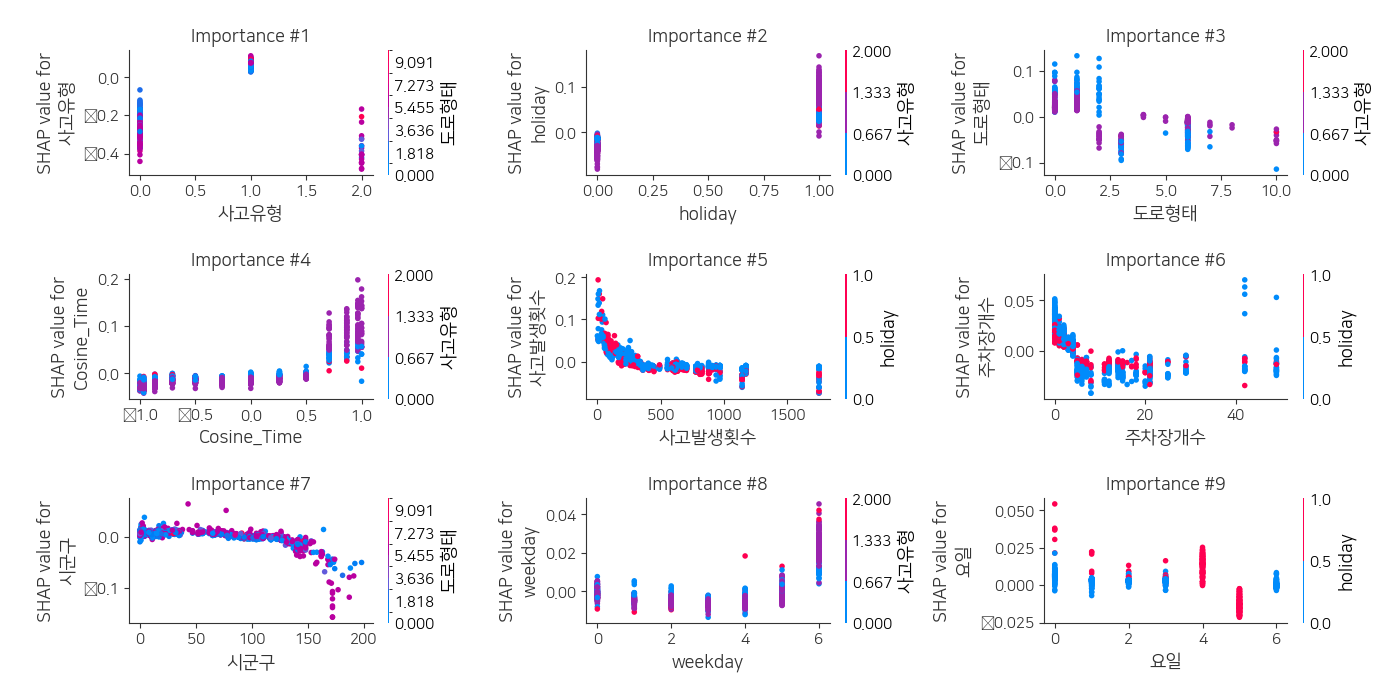 Importance #1
SHAP value for
사고유형
0.0
0.2
0.4
0.0
0.5
1.0
1.5
2.0
사고유형
9.091
7.273
5.455
3.636
1.818
0.000
도로형태
Importance #2
SHAP value for
holiday
0.1
0.0
0.00
0.25
0.50
0.75
1.00
holiday
2.000
1.333
0.667
0.000
사고유형
Importance #3
SHAP value for
도로형태
0.1
0.0
0.1
0.0
2.5
5.0
7.5
10.0
도로형태
2.000
1.333
0.667
0.000
사고유형
Importance #4
SHAP value for
Cosine_Time
0.2
0.1
0.0
1.0
0.5
0.0
0.5
1.0
Cosine_Time
2.000
1.333
0.667
0.000
사고유형
Importance #5
SHAP value for
사고발생횟수
0.2
0.1
0.0
0
500
1000
1500
사고발생횟수
1.0
0.5
0.0
holiday
Importance #6
SHAP value for
주차장개수
0.05
0.00
0
20
40
주차장개수
1.0
0.5
0.0
holiday
Importance #7
SHAP value for
시군구
0.0
0.1
0
50
100
150
200
시군구
9.091
7.273
5.455
3.636
1.818
0.000
도로형태
Importance #8
SHAP value for
weekday
0.04
0.02
0.00
0
2
4
6
weekday
2.000
1.333
0.667
0.000
사고유형
Importance #9
SHAP value for
요일
0.050
0.025
0.000
0.025
0
2
4
6
요일
1.0
0.5
0.0
holiday